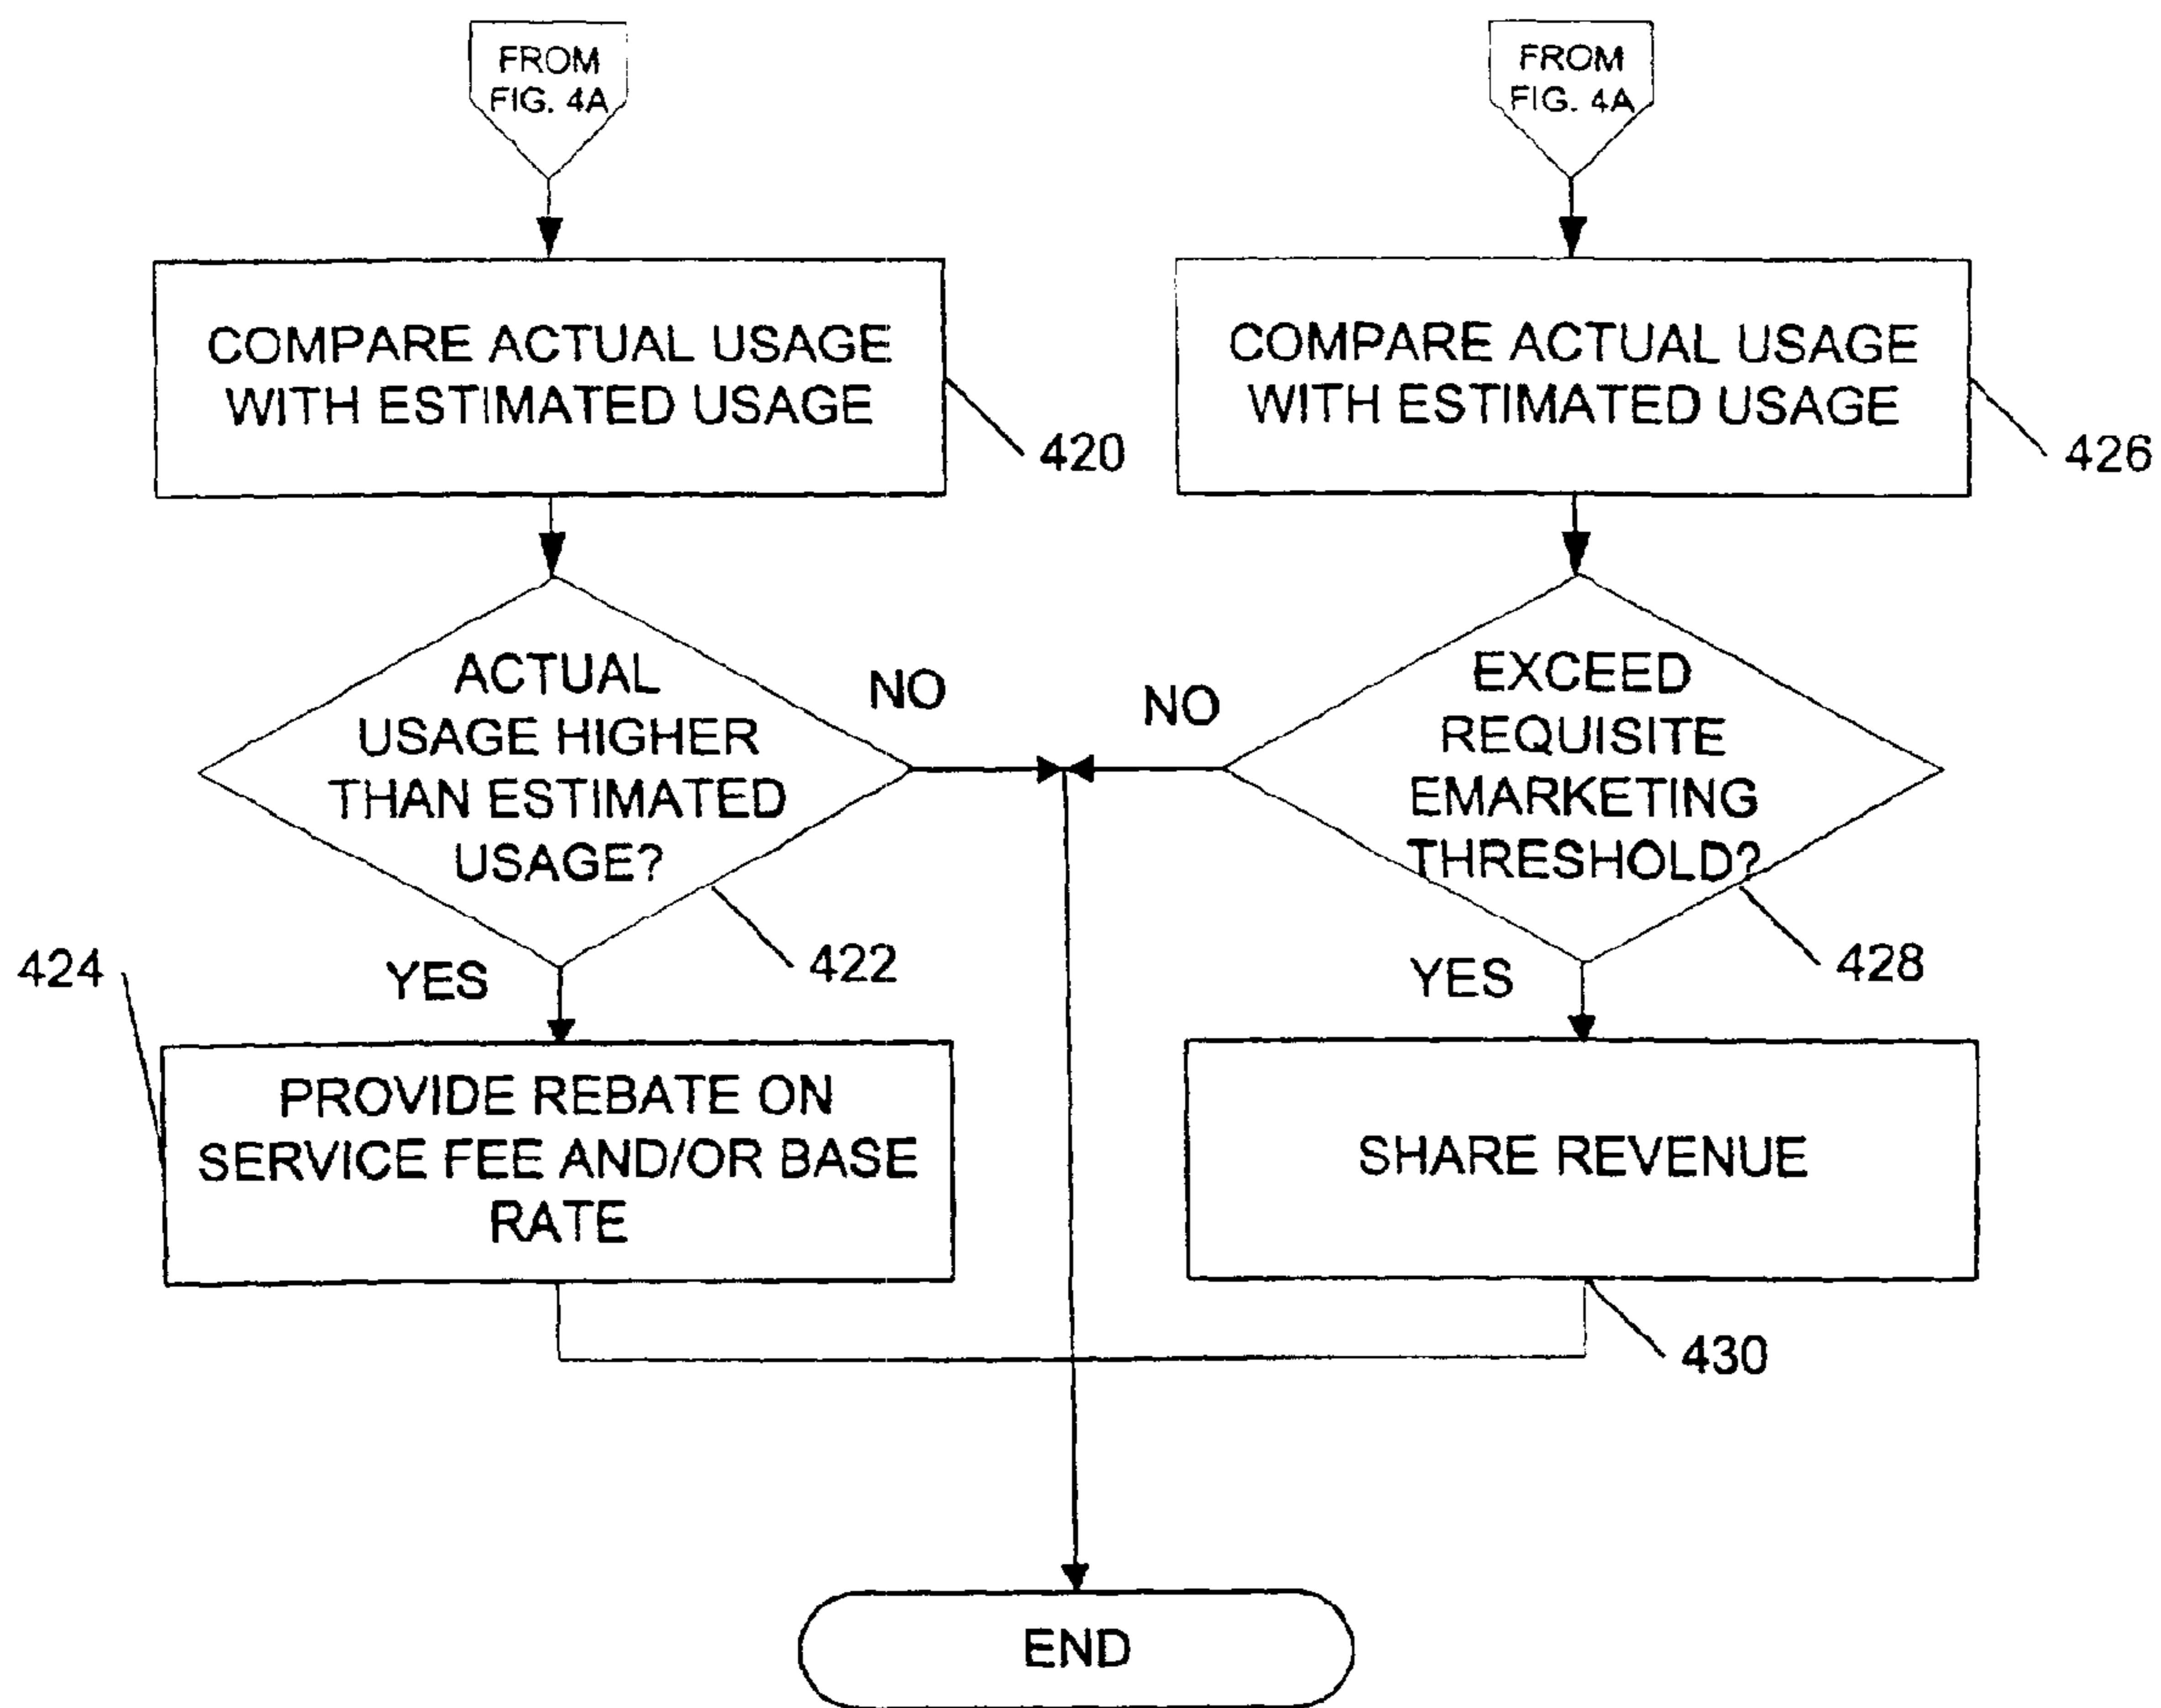 FROM
FIG. 4A
FROM
FIG. 4A
COMPARE ACTUAL USAGE
WITH ESTIMATED USAGE
420
COMPARE ACTUAL USAGE
WITH ESTIMATED USAGE
426
ACTUAL
USAGE HIGHER
THAN ESTIMATED
USAGE?
NO
422
YES
NO
EXCEED
REQUISITE
EMARKETING
THRESHOLD?
428
YES
424
PROVIDE REBATE ON
SERVICE FEE AND/OR BASE
RATE
SHARE REVENUE
430
END